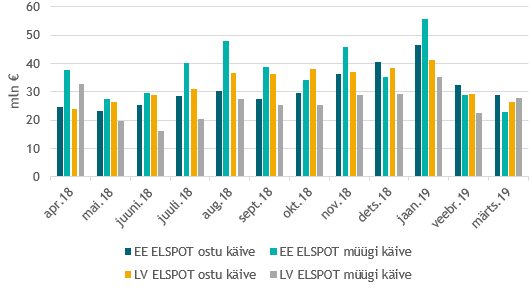 60
50
40
30
20
10
0
mln €
apr.18
mai.18
juuni.18
juuli.18
aug.18
sept.18
okt.18
nov.18
dets.18
jaan.19
veebr.19
märts.19
EE ELSPOT ostu käive
EE ELSPOT müügi käive
LV ELSPOT ostu käive
LV ELSPOT müügi käive